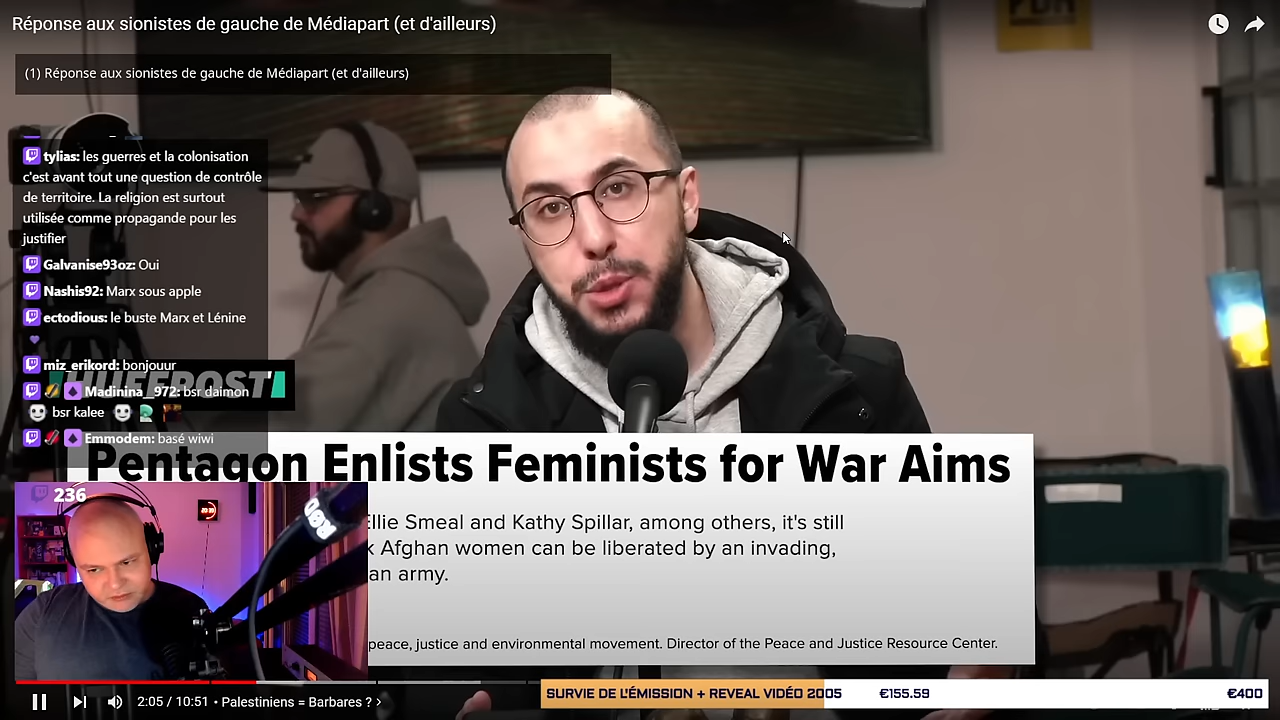 Réponse aux sionistes de gauche de Médiapart (et d'ailleurs)
(1) Réponse aux sionistes de gauche de Médiapart (et d'ailleurs)
tylias: les guerres et la colonisation
c'est avant tout une question de contrôle
de territoire. La religion est surtout
utilisée comme propagande pour les
justifier
Galvanise93oz: Oui
Nashis92: Marx sous apple
ectodious: le buste Marx et Lénine
miz_erikord: bonjouur
HUFFPOST
Madinina__972: bsr daimon
bsr kalee
Emmodem: basé wiwi
Pentagon Enlists Feminists for War Aims
Ellie Smeal and Kathy Spillar, among others, it's still
Afghan women can be liberated by an invading,
an army.
peace, justice and environmental movement. Director of the Peace and Justice Resource Center.
236
2:05 / 10:51 • Palestiniens = Barbares ? ›
SURVIE DE L'ÉMISSION + REVEAL VIDÉO 2005 €155.59 €400